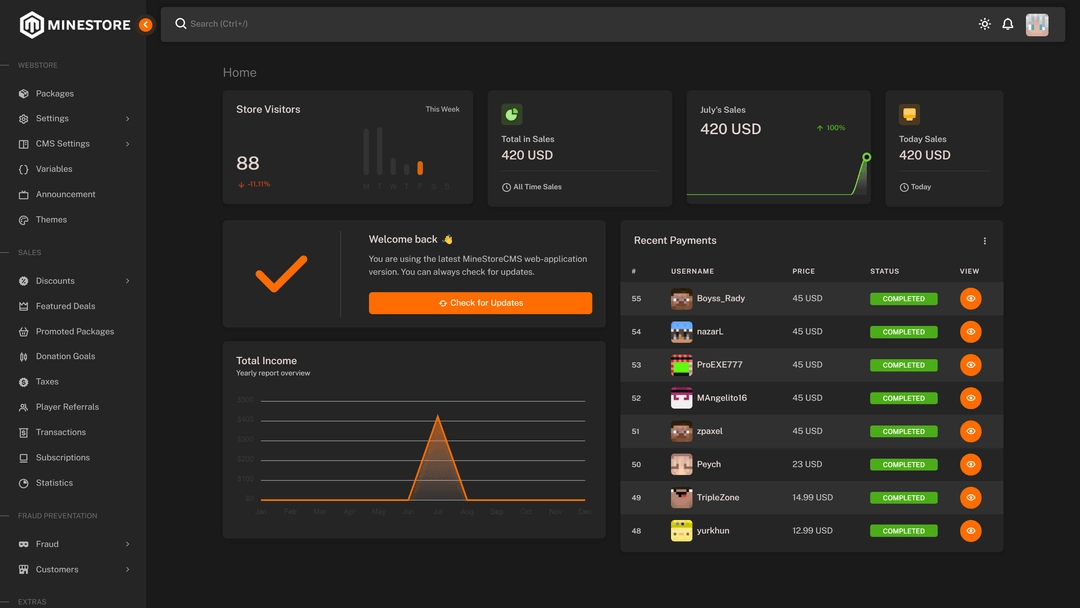 MINESTORE
Search (Ctrl+/)
WEBSTORE
Packages
Settings
CMS Settings
Variables
Announcement
Themes
SALES
Discounts
Featured Deals
Promoted Packages
Donation Goals
Taxes
Player Referrals
Transactions
Subscriptions
Statistics
FRAUD PREVENTATION
Fraud
Customers
EXTRAS
Home
Store Visitors
This Week
88
-11.11%
M T W T F S S
Total in Sales
420 USD
All Time Sales
July's Sales
420 USD
100%
Today Sales
420 USD
Today
Welcome back 👋
You are using the latest MineStoreCMS web-application
version. You can always check for updates.
Check for Updates
Total Income
Yearly report overview
$500
$400
$300
$200
$100
$0
Jan Feb Mar Apr May Jun Jul Aug Sep Oct Nov Dec
Recent Payments
# USERNAME PRICE STATUS VIEW
55 Boyss_Rady 45 USD COMPLETED
54 nazarL 45 USD COMPLETED
53 ProEXE777 45 USD COMPLETED
52 MAngelito16 45 USD COMPLETED
51 zpaxel 45 USD COMPLETED
50 Peych 23 USD COMPLETED
49 TripleZone 14.99 USD COMPLETED
48 yurkhun 12.99 USD COMPLETED